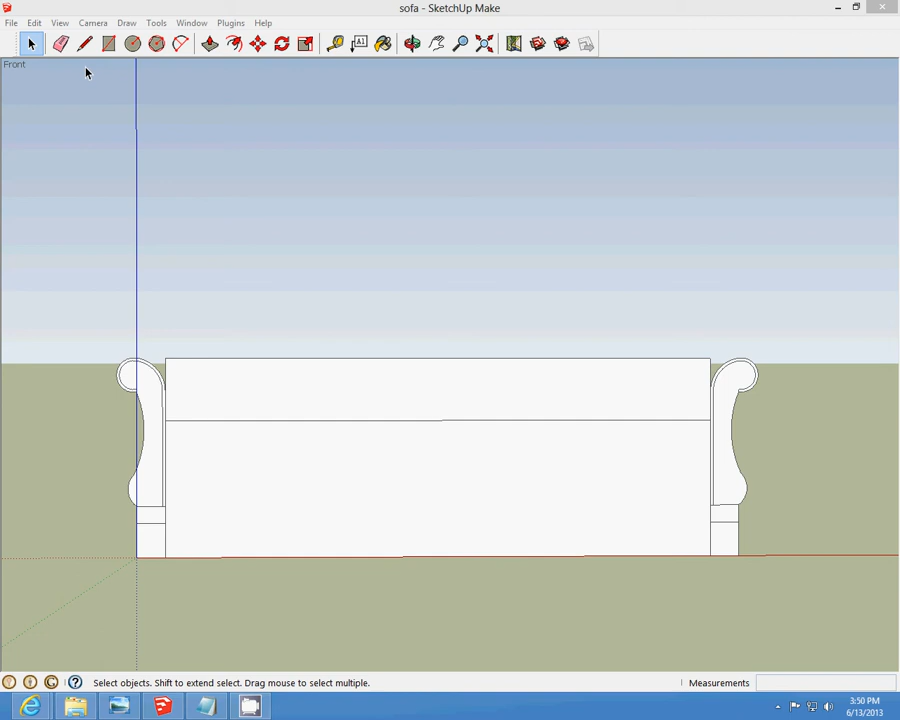 sofa - SketchUp Make
File Edit View Camera Draw Tools Window Plugins Help
Front
Select objects. Shift to extend select. Drag mouse to select multiple.
Measurements
3:50 PM
6/13/2013